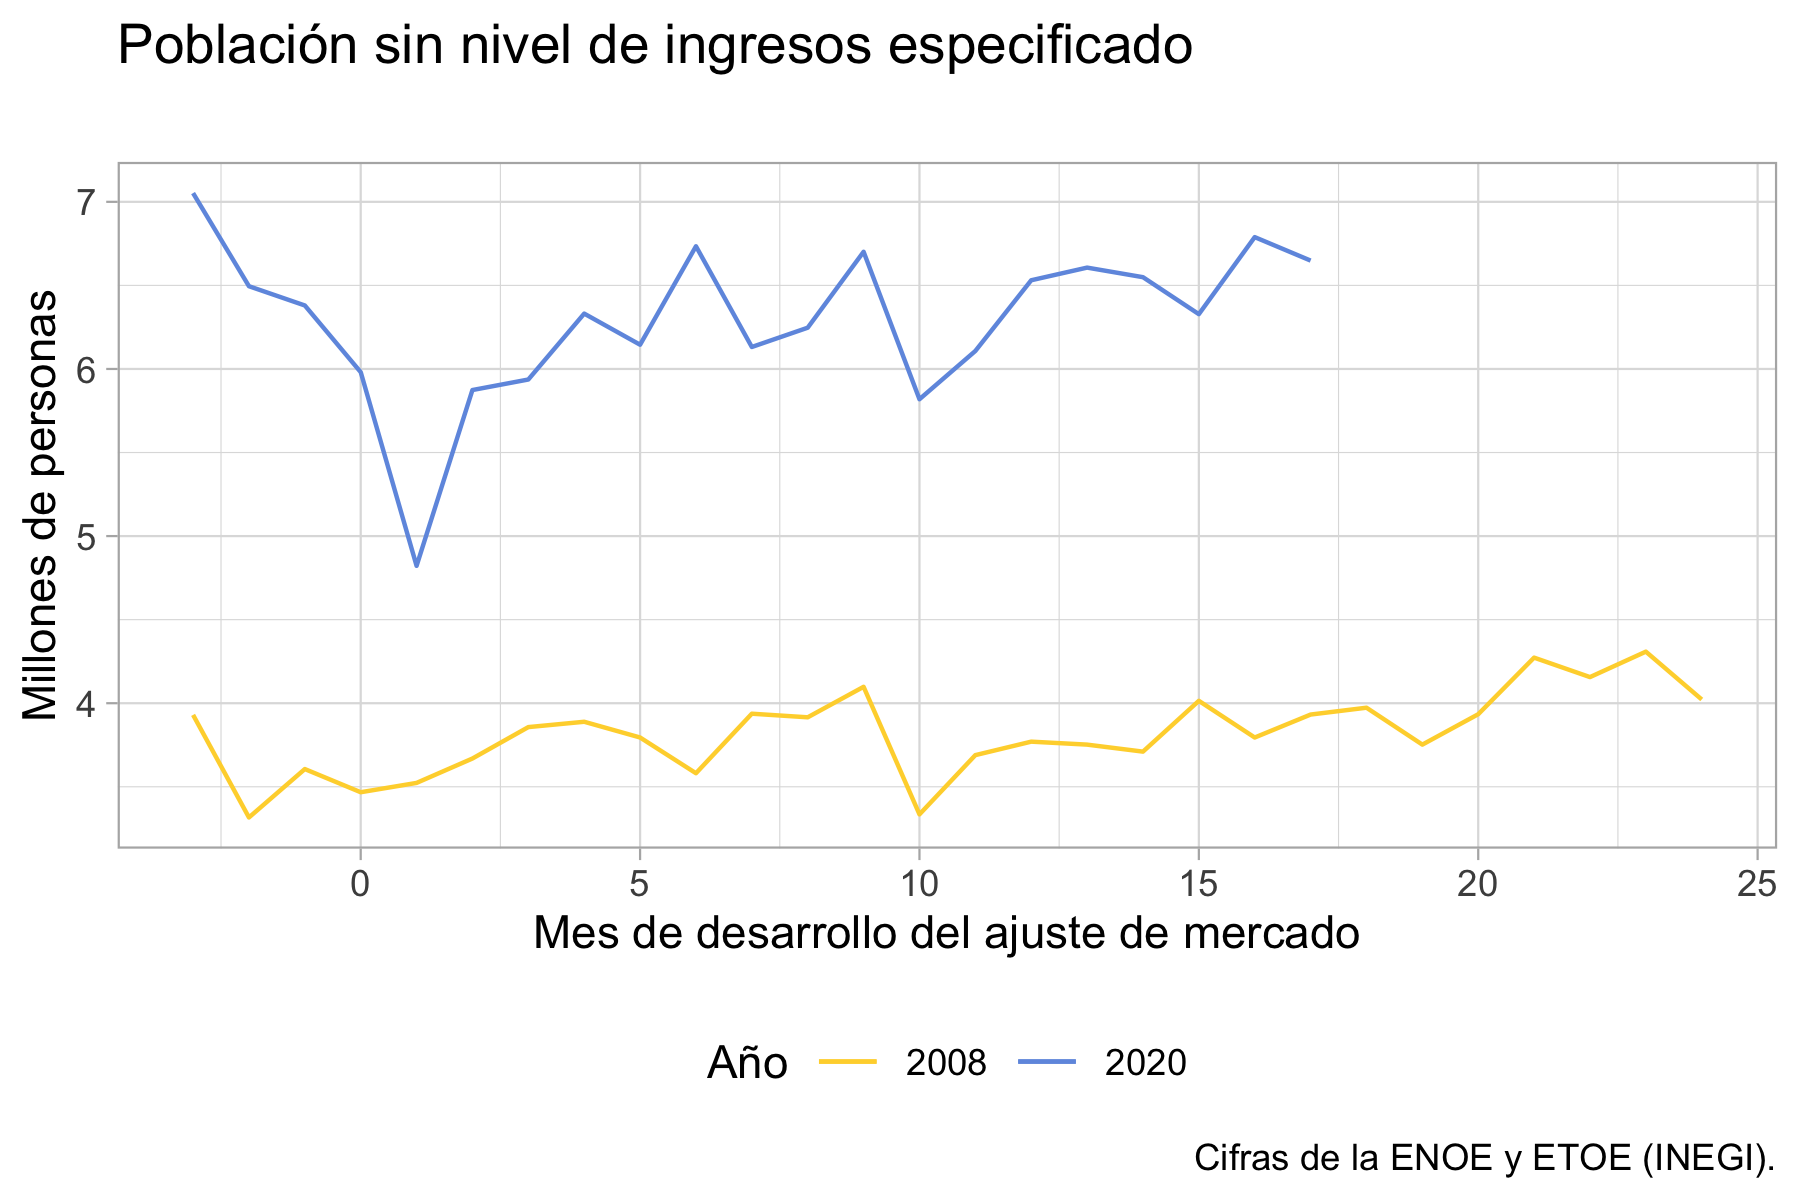 Población sin nivel de ingresos especificado
Millones de personas
7
6
5
4
0 5 10 15 20 25
Mes de desarrollo del ajuste de mercado
Año 2008 2020
Cifras de la ENOE y ETOE (INEGI).